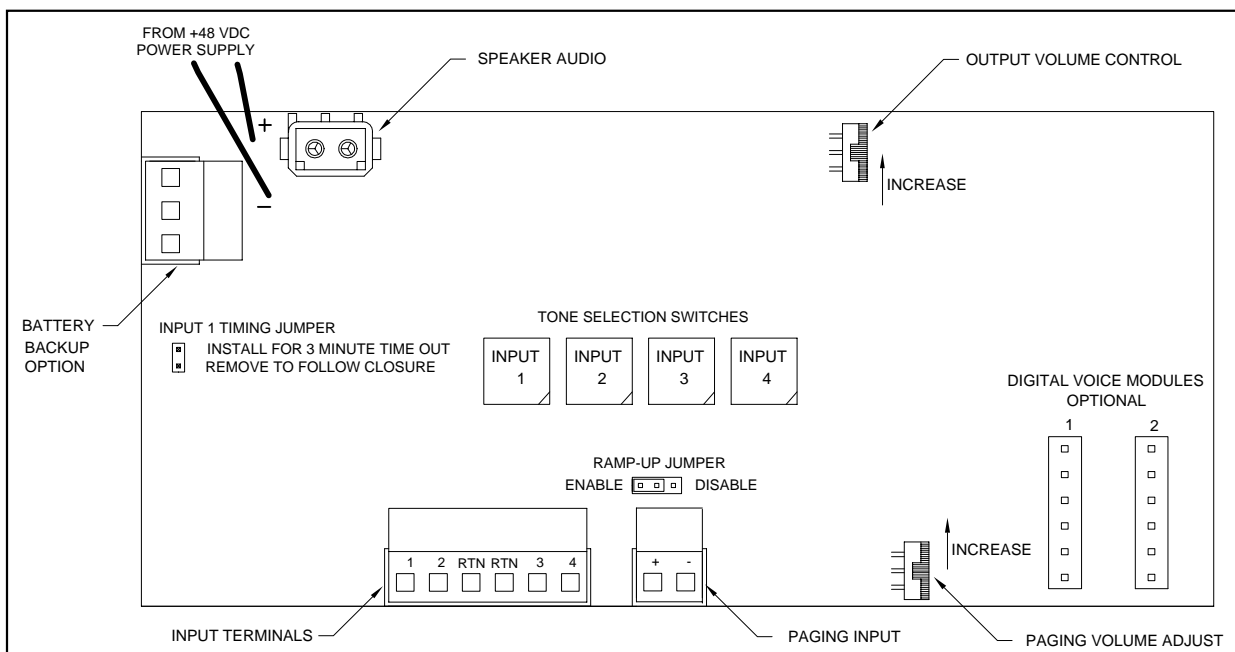 FROM +48 VDC
POWER SUPPLY
SPEAKER AUDIO
OUTPUT VOLUME CONTROL
+
−
INCREASE
BATTERY
BACKUP
OPTION
INPUT 1 TIMING JUMPER
INSTALL FOR 3 MINUTE TIME OUT
REMOVE TO FOLLOW CLOSURE
TONE SELECTION SWITCHES
INPUT
1
INPUT
2
INPUT
3
INPUT
4
DIGITAL VOICE MODULES
OPTIONAL
1 2
RAMP-UP JUMPER
ENABLE DISABLE
1 2 RTN RTN 3 4
+ -
INCREASE
INPUT TERMINALS
PAGING INPUT
PAGING VOLUME ADJUST